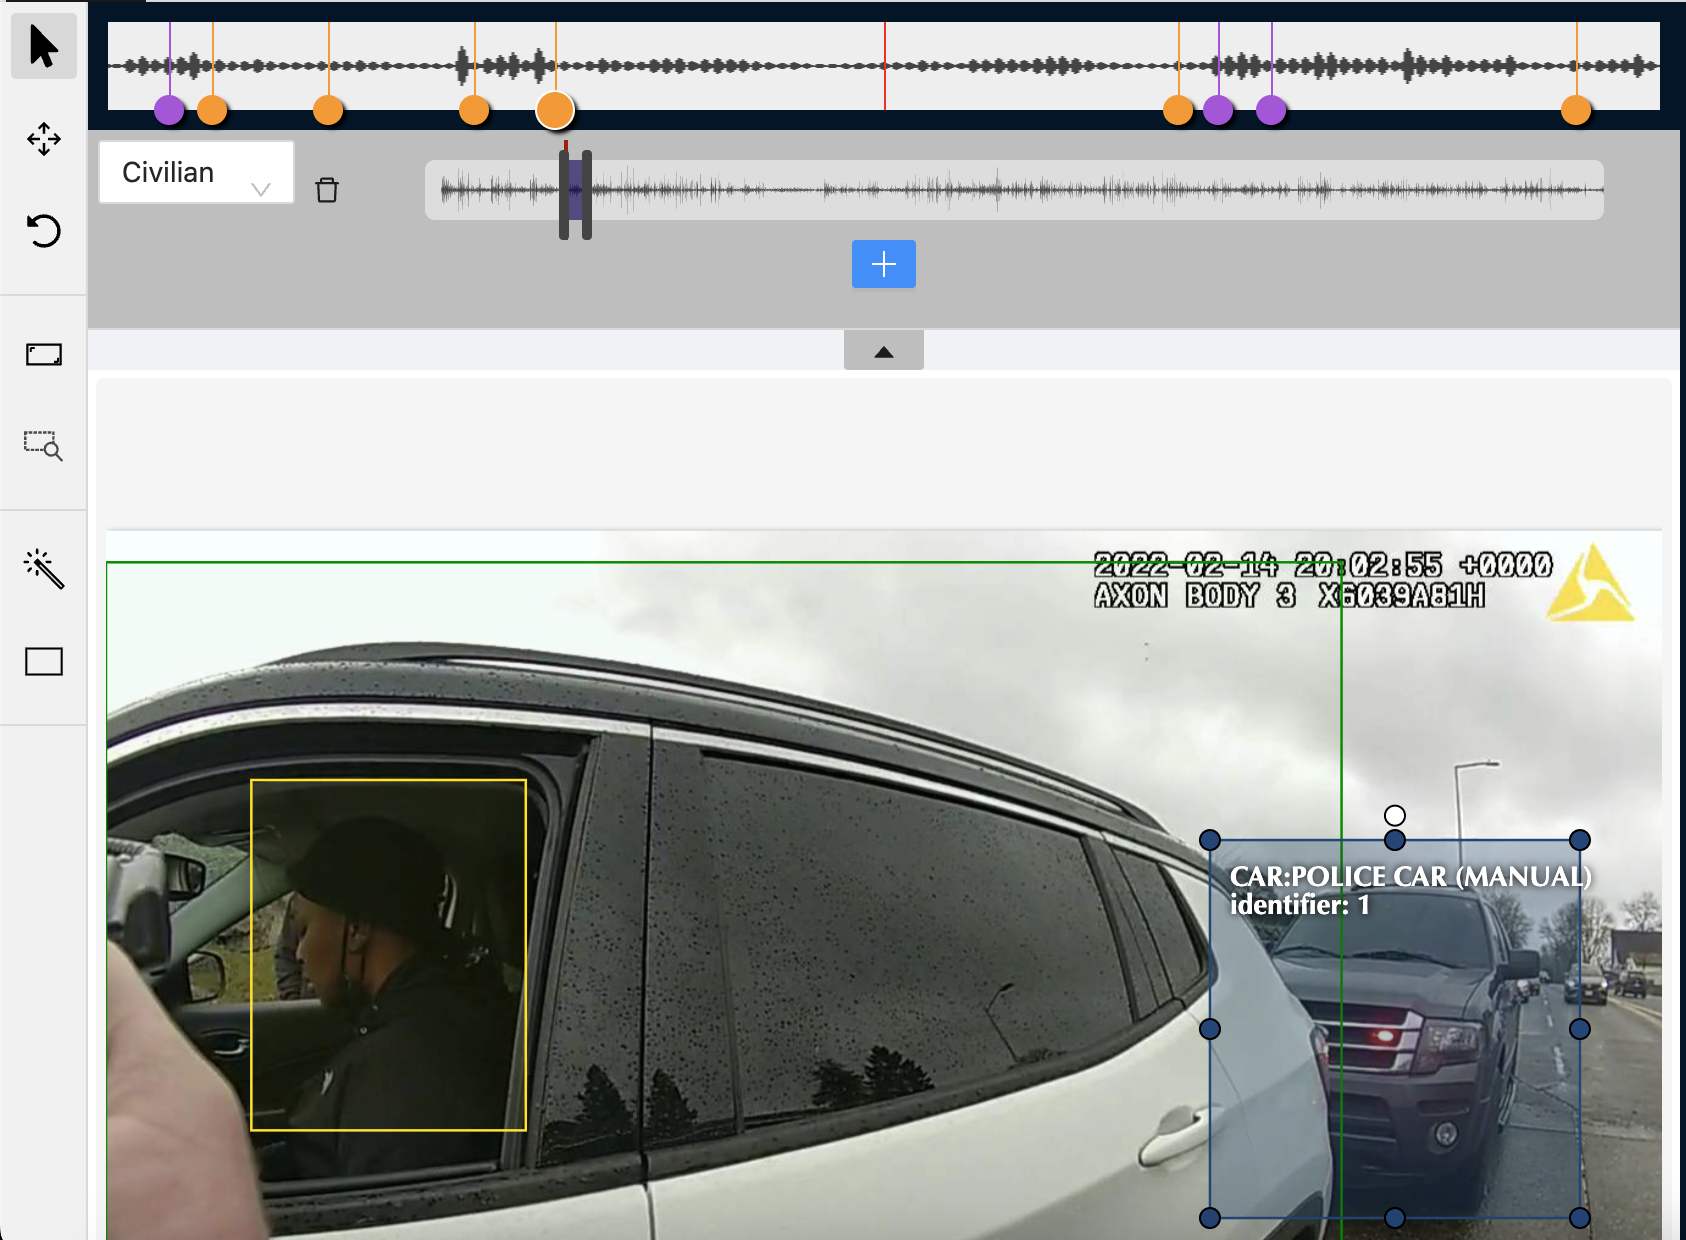 Civilian
2022-02-14 20:02:55 +0000
AXON BODY 3 X6039A81H
CAR:POLICE CAR (MANUAL)
identifier: 1